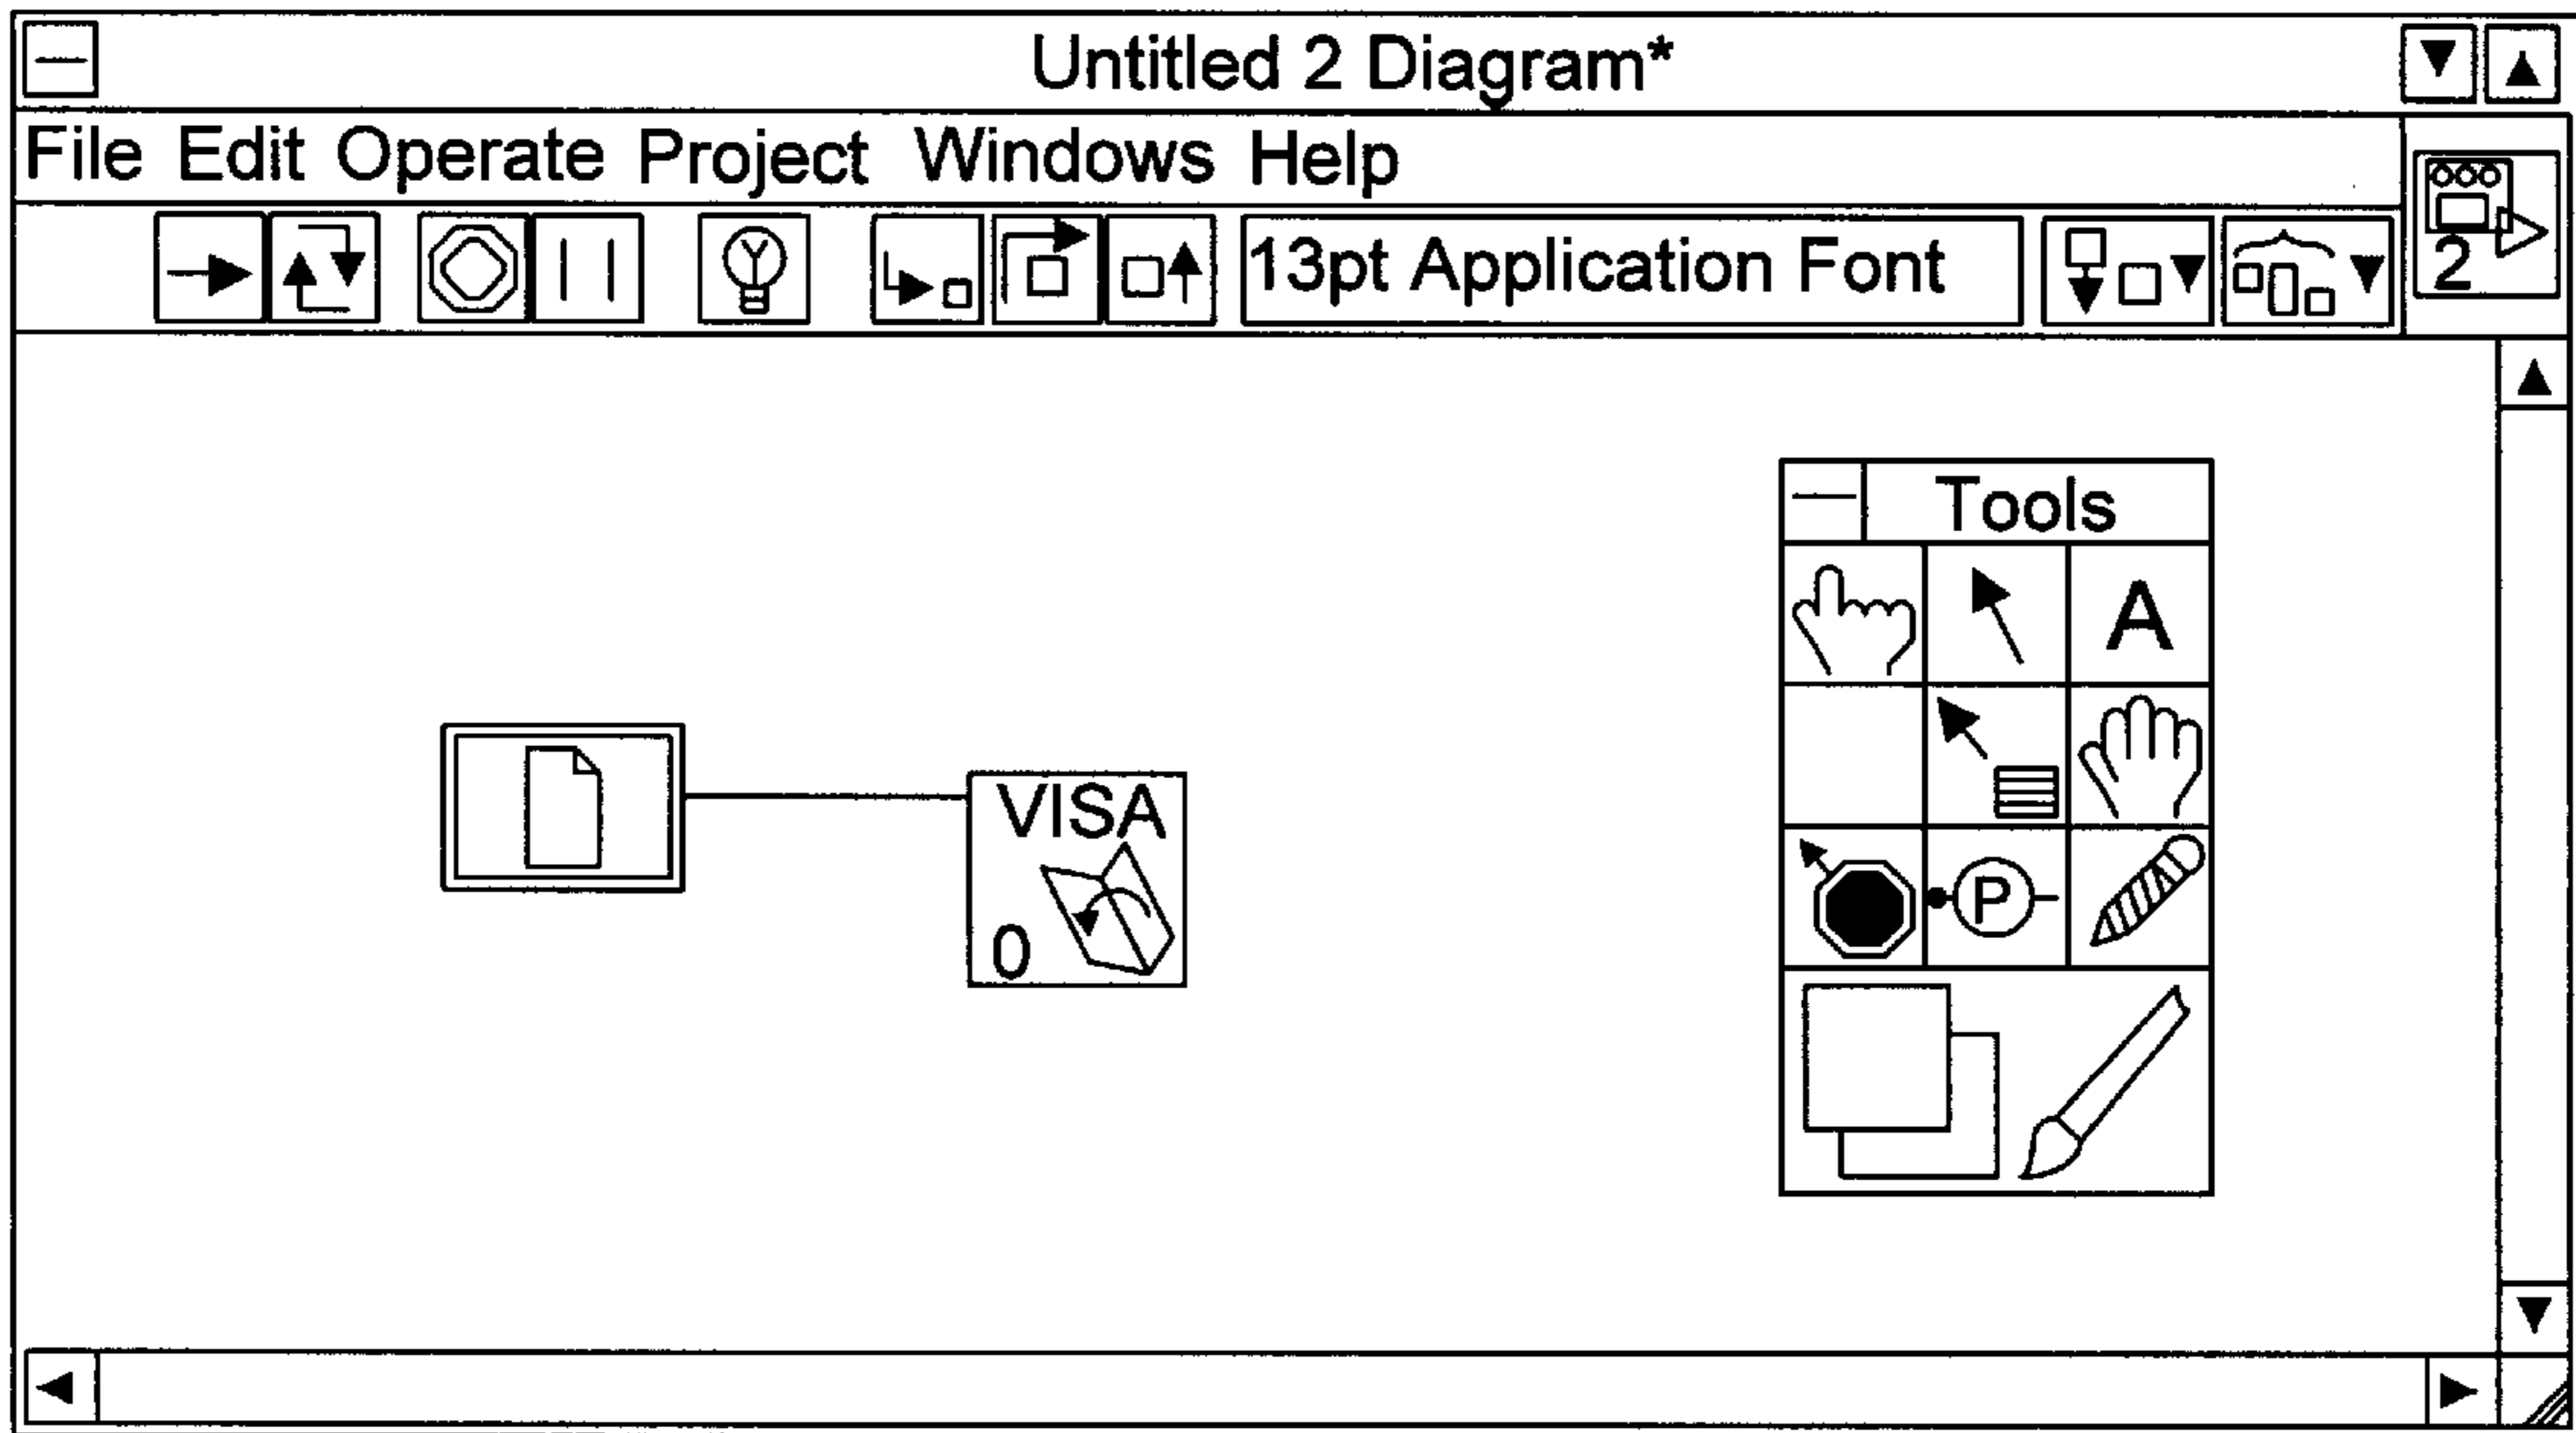 Untitled 2 Diagram*
File Edit Operate Project Windows Help
13pt Application Font
2
Tools
A
VISA
0
P